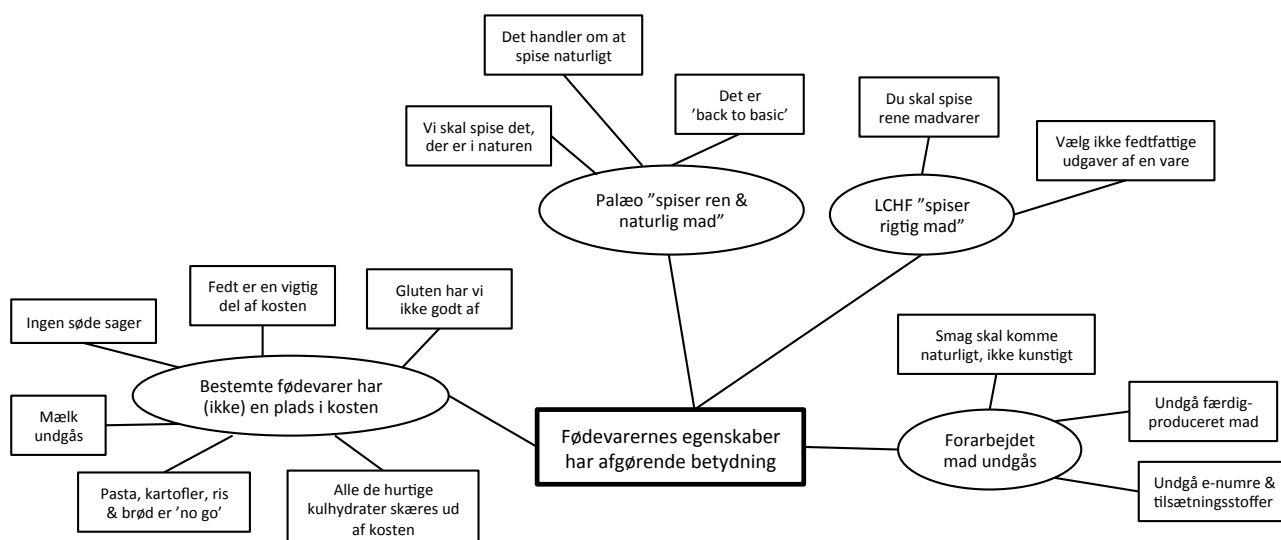 Det handler om at
spise naturligt
Det er
’back to basic’
Vi skal spise det,
der er i naturen
Palæo ”spiser ren &
naturlig mad”
Du skal spise
rene madvarer
Vælg ikke fedtfattige
udgaver af en vare
LCHF ”spiser
rigtig mad”
Fedt er en vigtig
del af kosten
Gluten har vi
ikke godt af
Ingen søde sager
Bestemte fødevarer har
(ikke) en plads i kosten
Mælk
undgås
Pasta, kartofler, ris
& brød er ’no go’
Alle de hurtige
kulhydrater skæres ud
af kosten
Fødevarernes egenskaber
har afgørende betydning
Smag skal komme
naturligt, ikke kunstigt
Undgå færdig-
produceret mad
Forarbejdet
mad undgås
Undgå e-numre &
tilsætningsstoffer